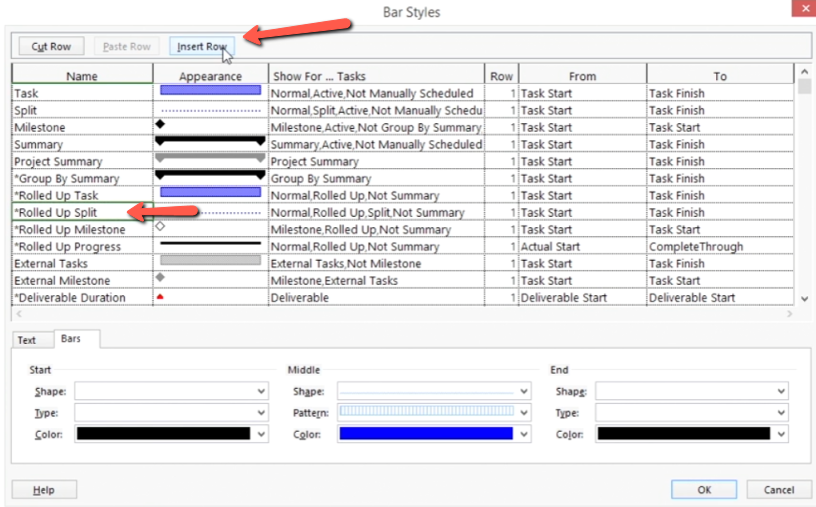 Bar Styles
Cut Row Paste Row Insert Row
Name Appearance Show For ... Tasks Row From To
Task Normal,Active,Not Manually Scheduled 1 Task Start Task Finish
Split Normal,Split,Active,Not Manually Schedu 1 Task Start Task Finish
Milestone Milestone,Active,Not Group By Summary 1 Task Start Task Start
Summary Summary,Active,Not Manually Scheduled 1 Task Start Task Finish
Project Summary Project Summary 1 Task Start Task Finish
*Group By Summary Group By Summary 1 Task Start Task Finish
*Rolled Up Task Normal,Rolled Up,Not Summary 1 Task Start Task Finish
*Rolled Up Split Normal,Rolled Up,Split,Not Summary 1 Task Start Task Finish
*Rolled Up Milestone Milestone,Rolled Up,Not Summary 1 Task Start Task Start
*Rolled Up Progress Normal,Rolled Up,Not Summary 1 Actual Start CompleteThrough
External Tasks External Tasks,Not Milestone 1 Task Start Task Finish
External Milestone Milestone,External Tasks 1 Task Start Task Start
*Deliverable Duration Deliverable 1 Deliverable Start Deliverable Start
Text Bars
Start Middle End
Shape: Shape: Shape:
Type: Pattern: Type:
Color: Color: Color:
Help OK Cancel